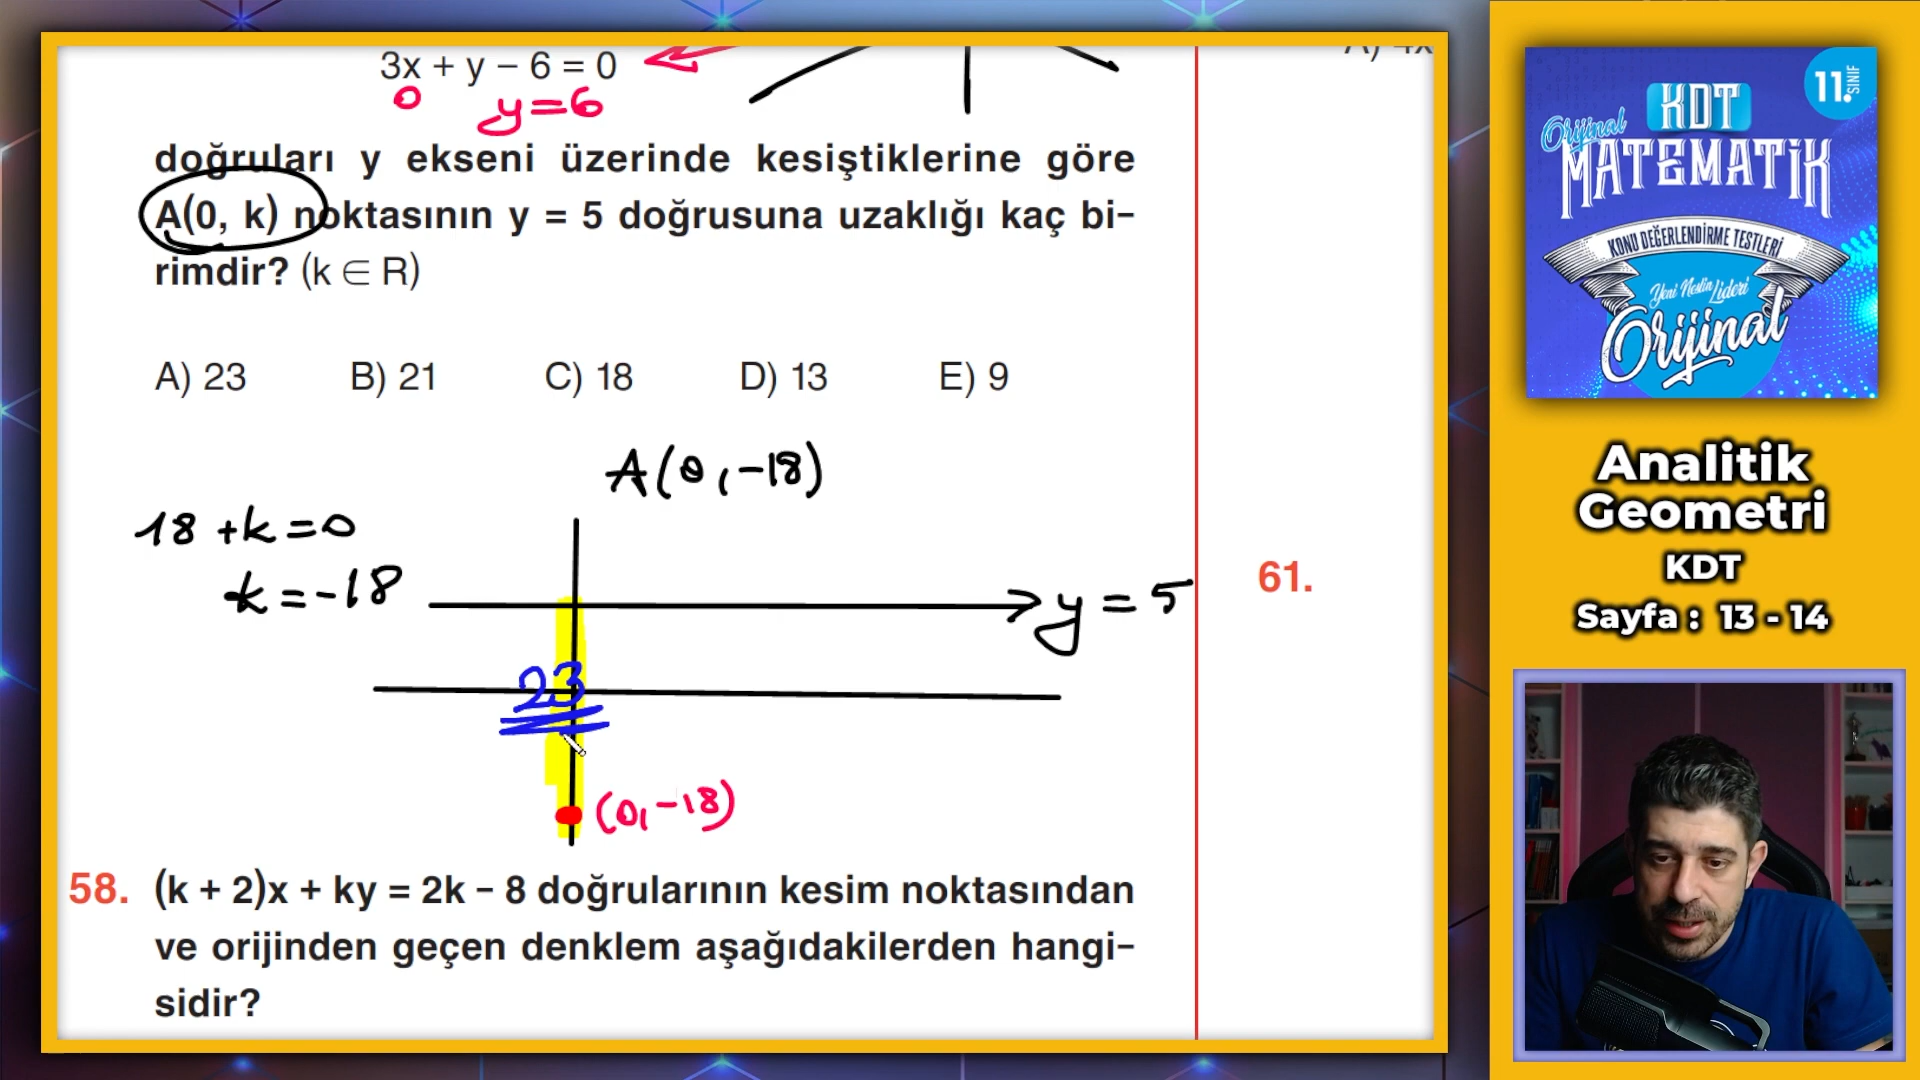 3x + y – 6 = 0
0 y=6
doğruları y ekseni üzerinde kesiştiklerine göre
A(0, k) noktasının y = 5 doğrusuna uzaklığı kaç bi-
rimdir? (k ∈ R)
A) 23 B) 21 C) 18 D) 13 E) 9
A(0,-18)
18 +k=0
k=-18
y=5
23
(0,-18)
58. (k + 2)x + ky = 2k – 8 doğrularının kesim noktasından
ve orijinden geçen denklem aşağıdakilerden hangi-
sidir?
61.
11. SINIF
Orijinal
KDT
MATEMATİK
KONU DEĞERLENDİRME TESTLERİ
Yeni Neslin Lideri
Orijinal
Analitik
Geometri
KDT
Sayfa : 13 - 14